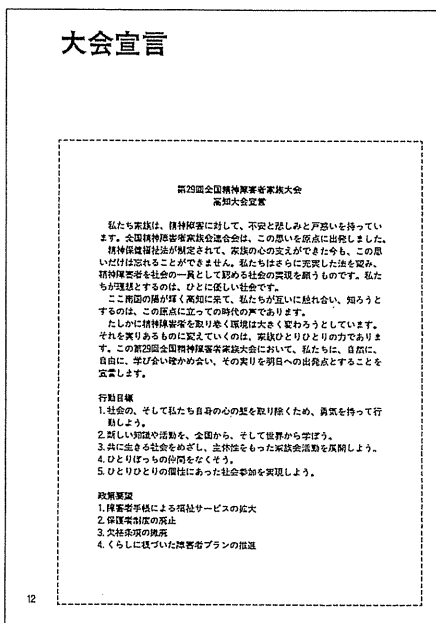 大会宣言
第29回全国精神障害者家族大会
高知大会宣言
私たち家族は、精神障害に対して、不安と悲しみと戸惑いを持ってい
ます。全国精神障害者家族会連合会は、この思いを原点に出発しました。
精神保健福祉法が制定されて、家族の心の支えができた今も、この思
いだけは忘れることができません。私たちはさらに充実した法を望み、
精神障害者を社会の一員として認める社会の実現を願うものです。私た
ちが理想とするのは、ひとに優しい社会です。
ここ南国の陽が輝く高知に来て、私たちが互いに触れ合い、知ろうと
するのは、この原点に立っての時代の声であります。
たしかに精神障害者を取り巻く環境は大きく変わろうとしています。
それを実りあるものに変えていくのは、家族ひとりひとりの力でありま
す。この第29回全国精神障害者家族大会において、私たちは、自然に、
自由に、学び会い確かめ会い、その実りを明日への出発点とすることを
宣言します。
行動目標
1. 社会の、そして私たち自身の心の壁を取り除くため、勇気を持って行
動しよう。
2. 新しい知識や活動を、全国から、そして世界から学ぼう。
3. 共に生きる社会をめざし、主体性をもった家族会活動を展開しよう。
4. ひとりぼっちの仲間をなくそう。
5. ひとりひとりの個性にあった社会参加を実現しよう。
政策要望
1. 障害者手帳による福祉サービスの拡大
2. 保護者制度の廃止
3. 欠格条項の撤廃
4. くらしに根づいた障害者プランの推進
12